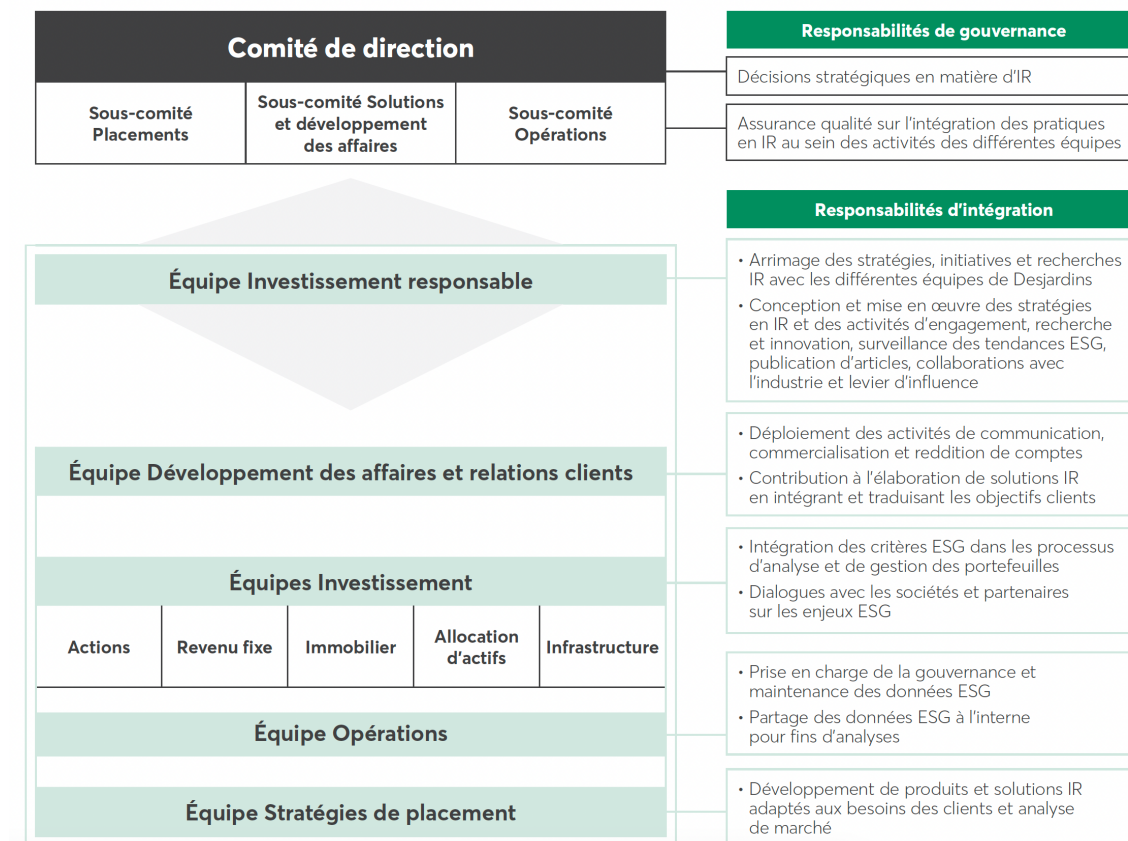 Comité de direction
Sous-comité
Placements
Sous-comité Solutions
et développement
des affaires
Sous-comité
Opérations
Responsabilités de gouvernance
Décisions stratégiques en matière d'IR
Assurance qualité sur l'intégration des pratiques
en IR au sein des activités des différentes équipes
Responsabilités d'intégration
Équipe Investissement responsable
• Arrimage des stratégies, initiatives et recherches
IR avec les différentes équipes de Desjardins
• Conception et mise en œuvre des stratégies
en IR et des activités d'engagement, recherche
et innovation, surveillance des tendances ESG,
publication d'articles, collaborations avec
l'industrie et levier d'influence
Équipe Développement des affaires et relations clients
• Déploiement des activités de communication,
commercialisation et reddition de comptes
• Contribution à l'élaboration de solutions IR
en intégrant et traduisant les objectifs clients
Équipes Investissement
Actions
Revenu fixe
Immobilier
Allocation
d'actifs
Infrastructure
• Intégration des critères ESG dans les processus
d'analyse et de gestion des portefeuilles
• Dialogues avec les sociétés et partenaires
sur les enjeux ESG
Équipe Opérations
• Prise en charge de la gouvernance et
maintenance des données ESG
• Partage des données ESG à l'interne
pour fins d'analyses
Équipe Stratégies de placement
• Développement de produits et solutions IR
adaptés aux besoins des clients et analyse
de marché